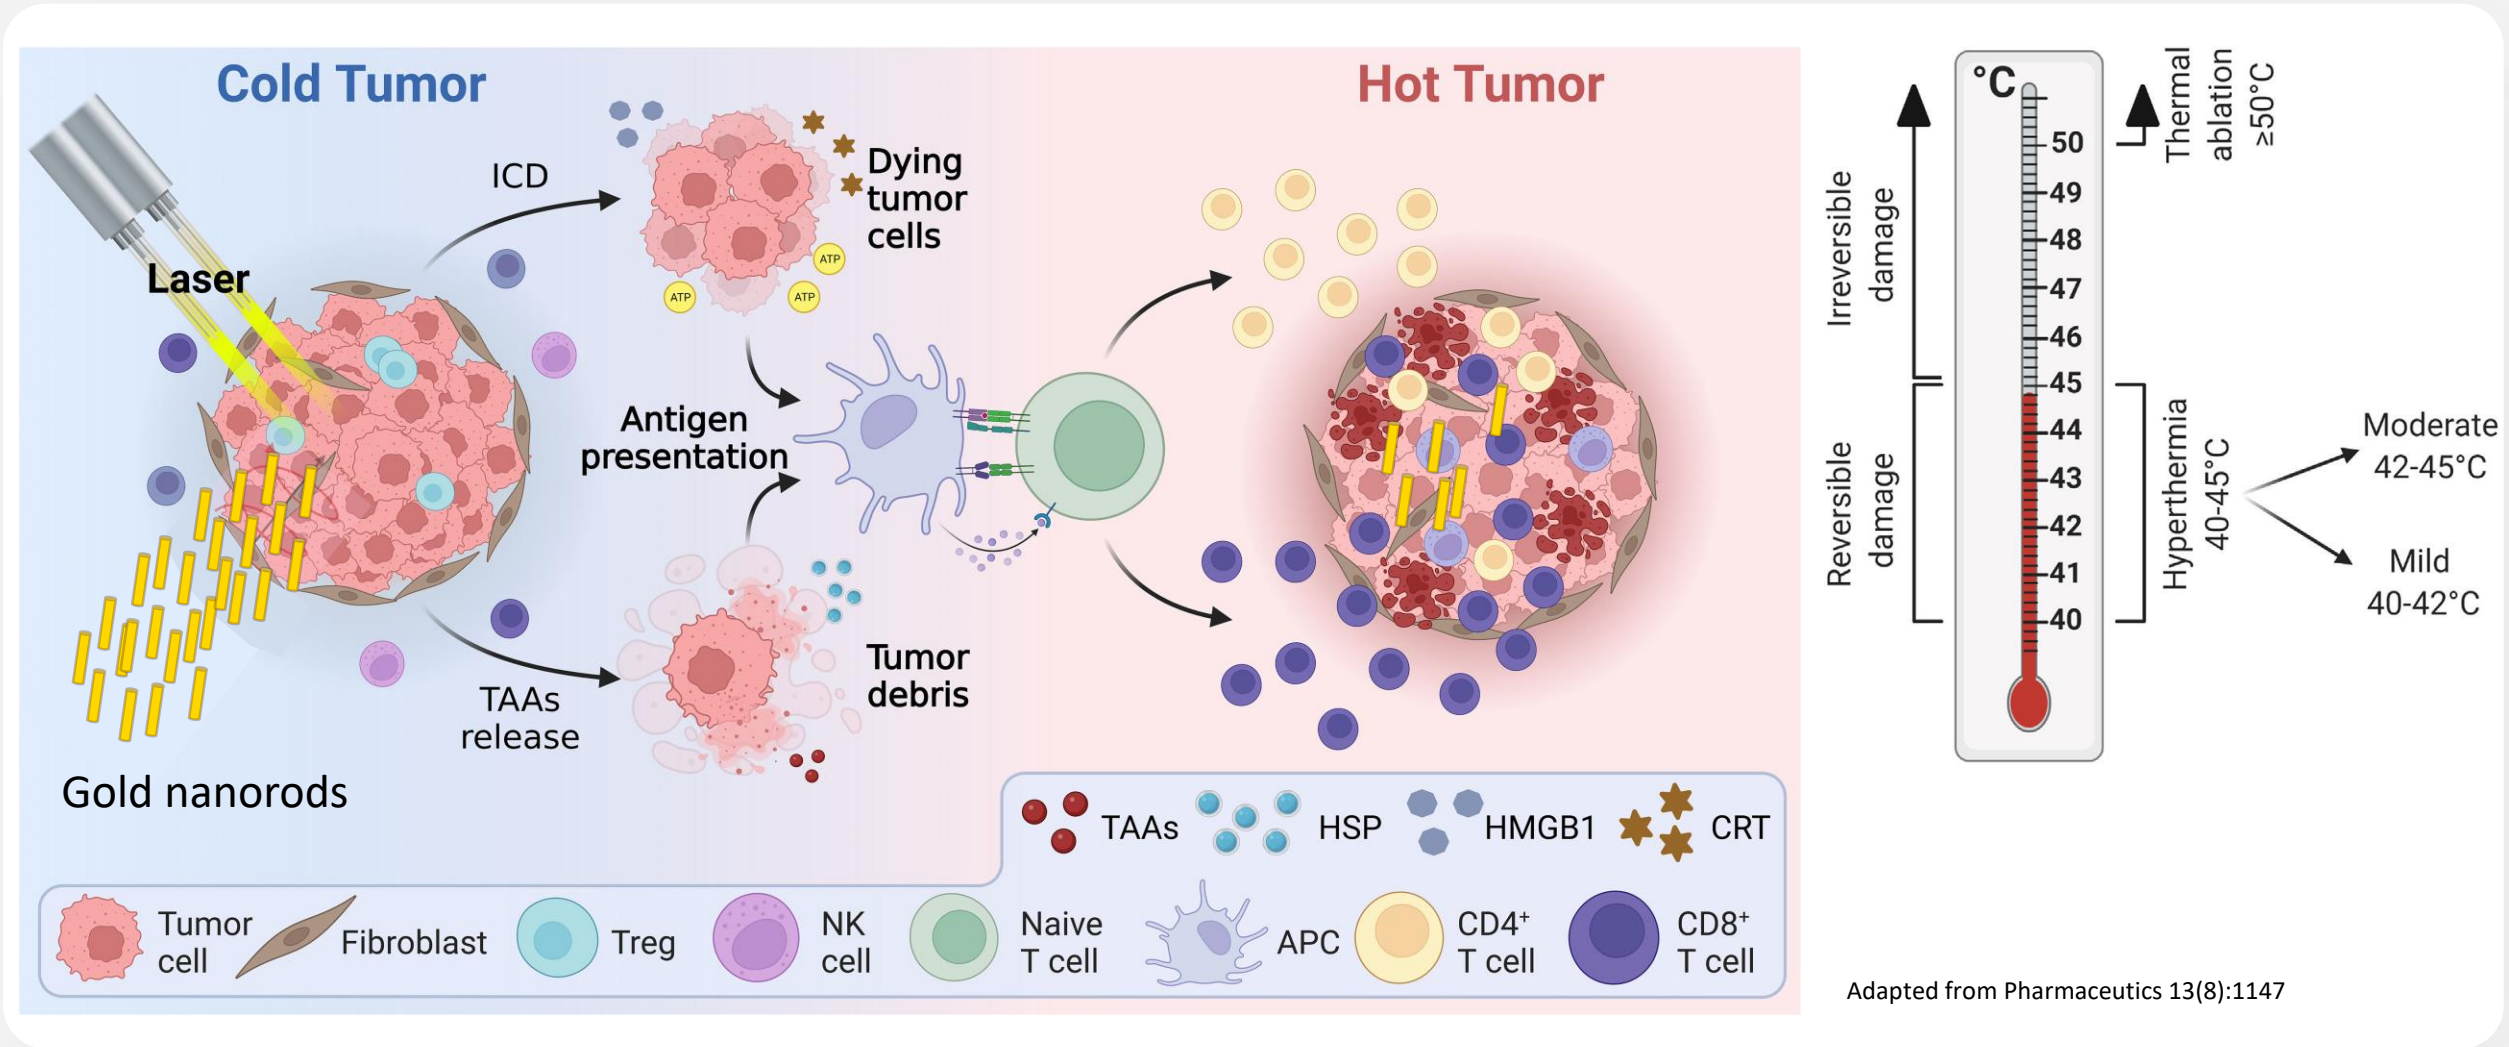 Cold Tumor
Hot Tumor
Laser
ICD
Dying
tumor
cells
ATP
ATP
ATP
Antigen
presentation
TAAs
release
Tumor
debris
Gold nanorods
TAAs
HSP
HMGB1
CRT
Tumor
cell
Fibroblast
Treg
NK
cell
Naive
T cell
APC
CD4+
T cell
CD8+
T cell
Irreversible
damage
Reversible
damage
°C
50
49
48
47
46
45
44
43
42
41
40
Thermal
ablation
≥50°C
Hyperthermia
40-45°C
Moderate
42-45°C
Mild
40-42°C
Adapted from Pharmaceutics 13(8):1147